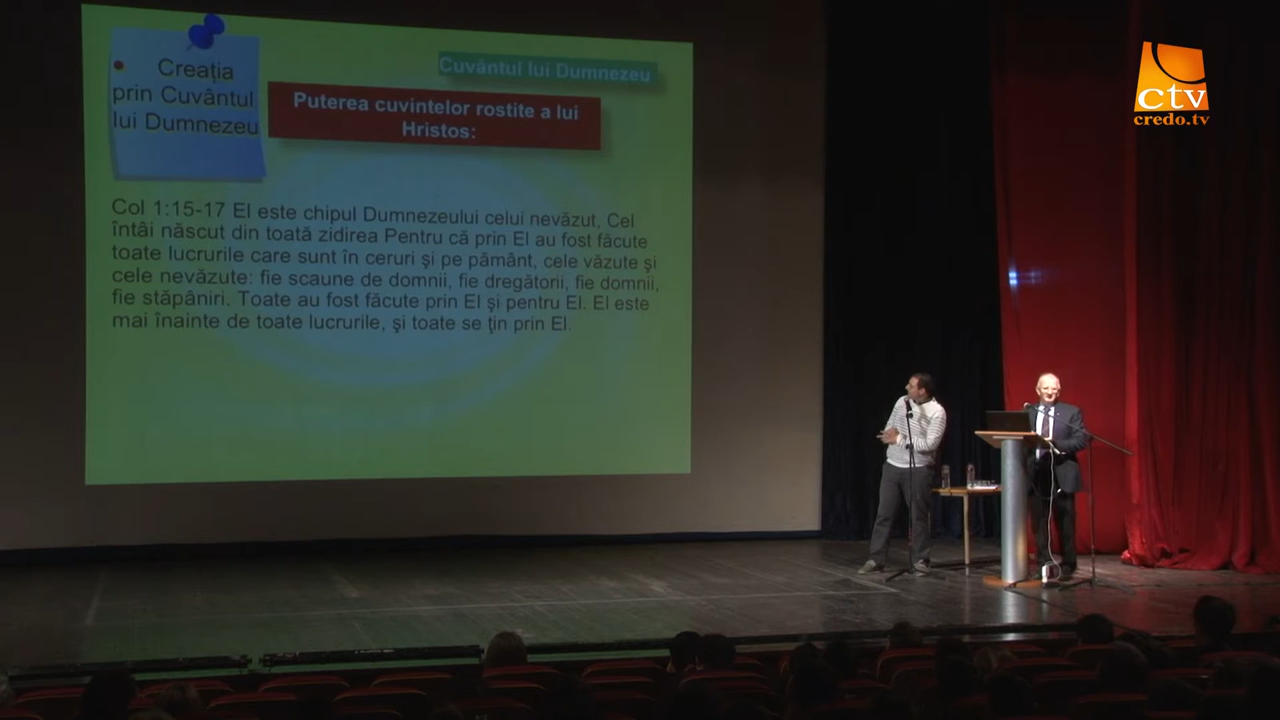 • Creația
prin Cuvântul
lui Dumnezeu
Cuvântul lui Dumnezeu
Puterea cuvintelor rostite a lui
Hristos:
Col 1:15-17 El este chipul Dumnezeului celui nevăzut, Cel
întâi născut din toată zidirea Pentru că prin El au fost făcute
toate lucrurile care sunt în ceruri şi pe pământ, cele văzute şi
cele nevăzute: fie scaune de domnii, fie dregătorii, fie domnii,
fie stăpâniri. Toate au fost făcute prin El şi pentru El. El este
mai înainte de toate lucrurile, şi toate se ţin prin El.
ctv
credo.tv